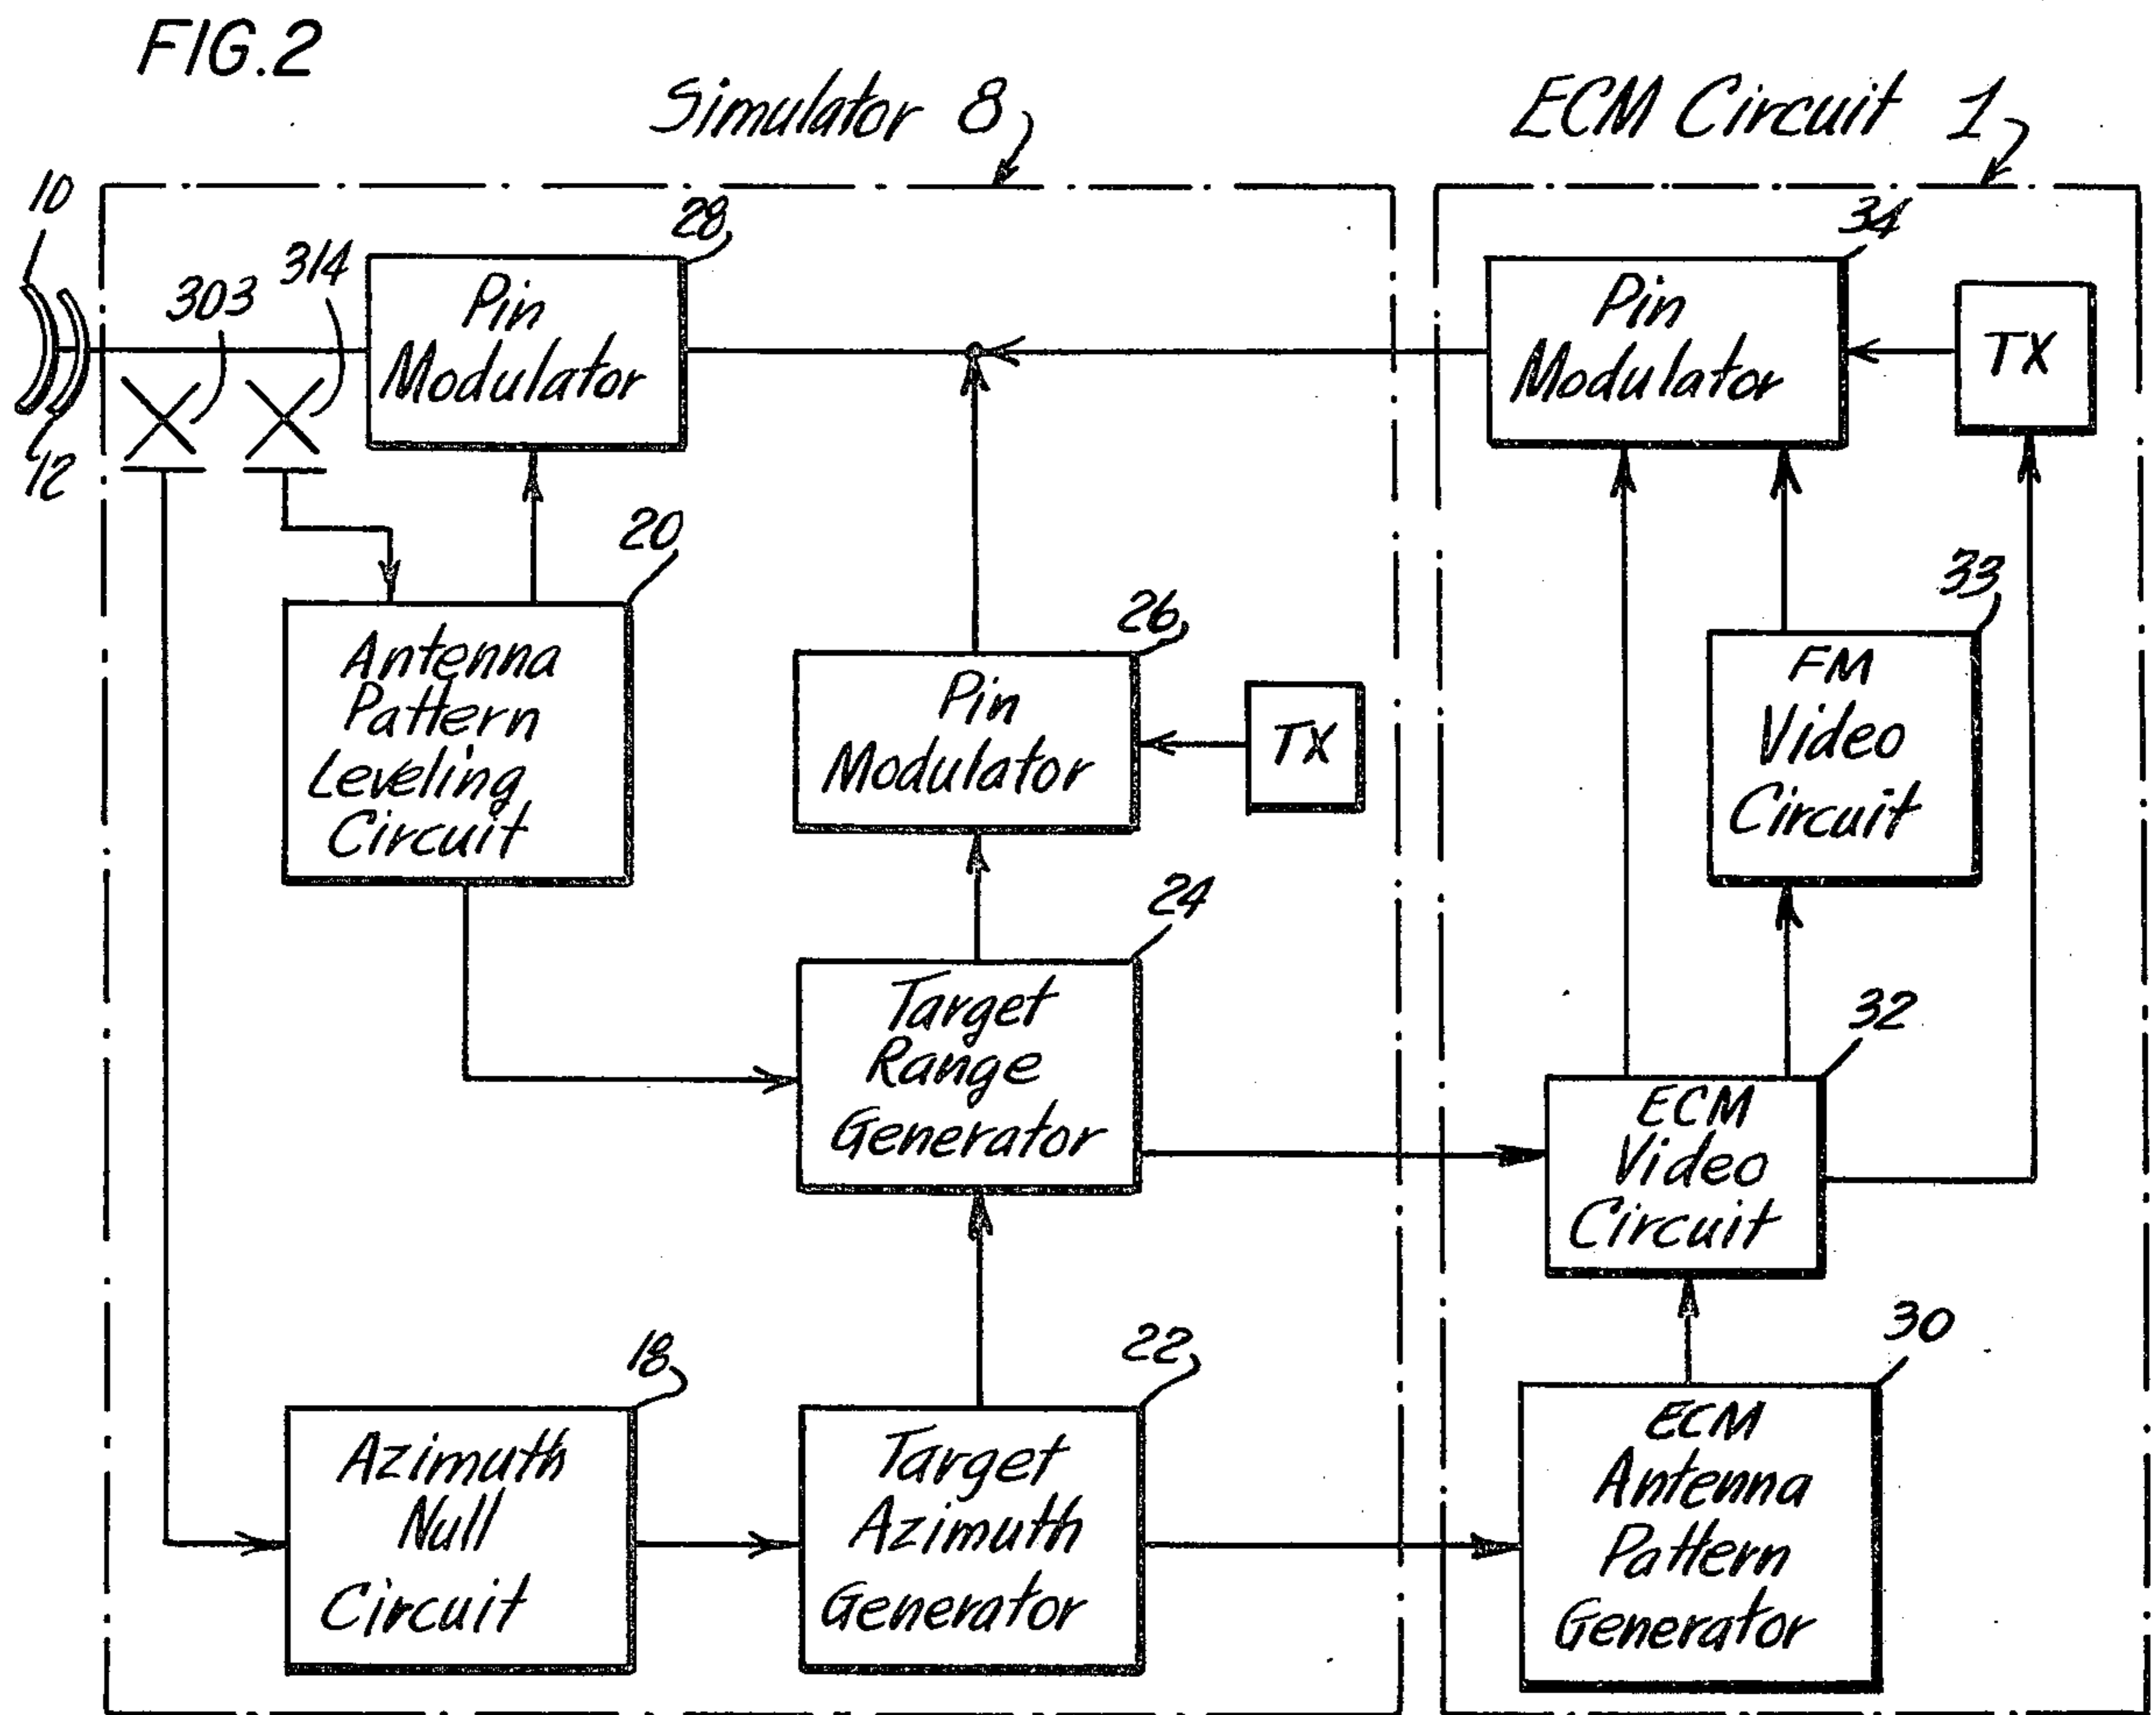 FIG.2
Simulator 8
ECM Circuit 1
10
12
303
314
28
Pin
Modulator
34
Pin
Modulator
TX
20
Antenna
Pattern
Leveling
Circuit
26
Pin
Modulator
TX
33
FM
Video
Circuit
24
Target
Range
Generator
32
ECM
Video
Circuit
18
Azimuth
Null
Circuit
22
Target
Azimuth
Generator
30
ECM
Antenna
Pattern
Generator